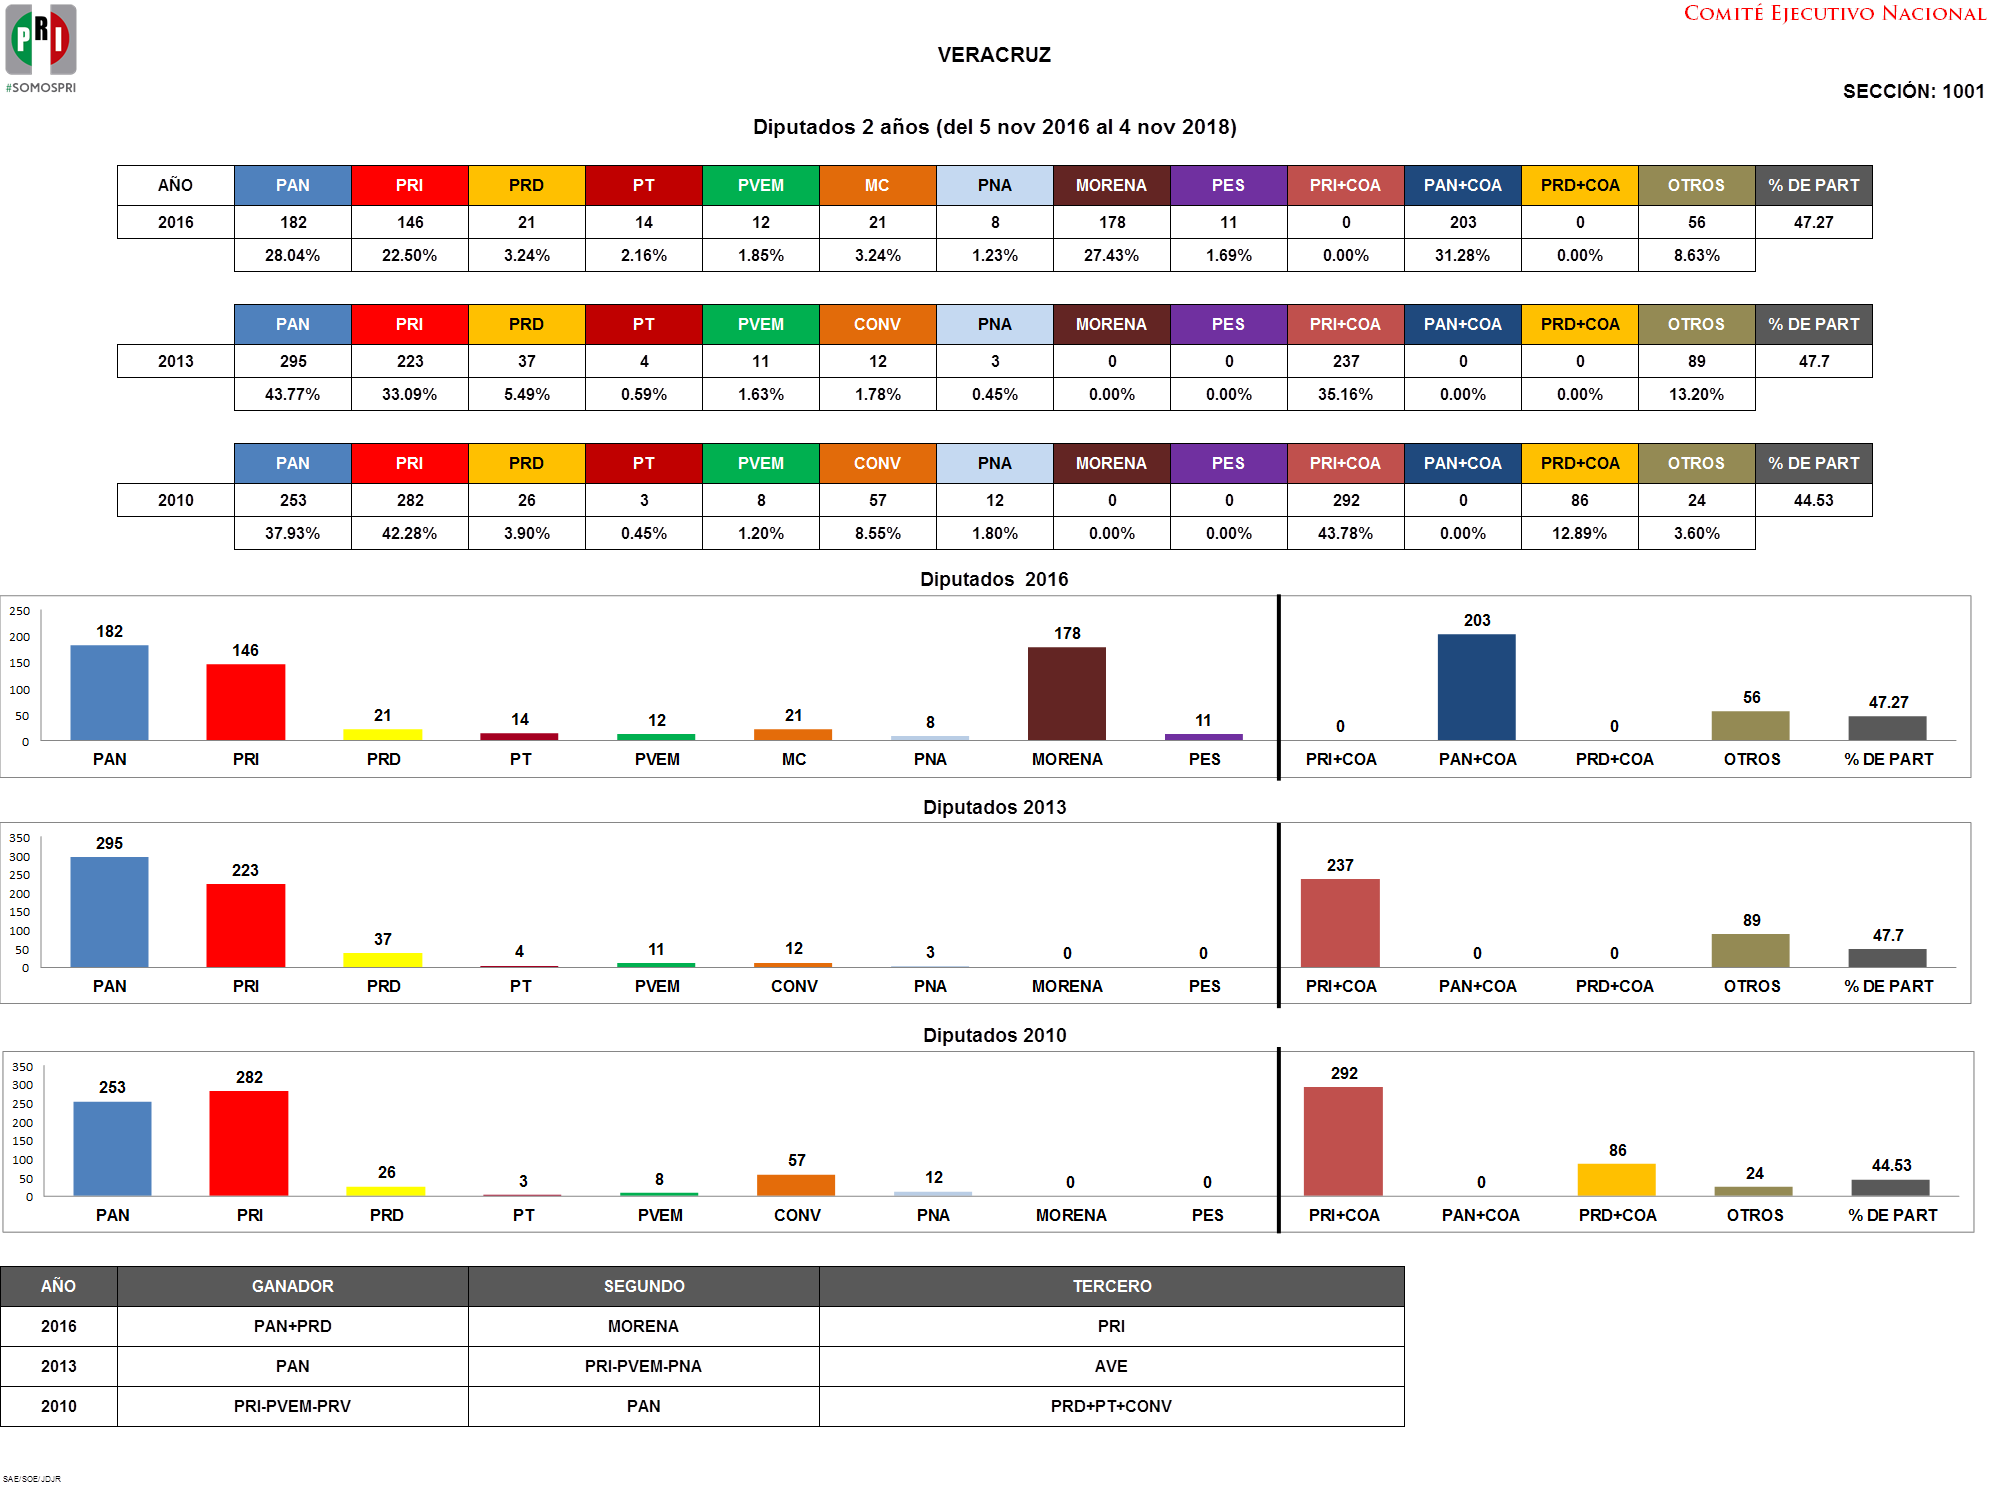 PRI
#SOMOSPRI
COMITÉ EJECUTIVO NACIONAL
VERACRUZ
SECCIÓN: 1001
Diputados 2 años (del 5 nov 2016 al 4 nov 2018)
AÑO PAN PRI PRD PT PVEM MC PNA MORENA PES PRI+COA PAN+COA PRD+COA OTROS % DE PART
2016 182 146 21 14 12 21 8 178 11 0 203 0 56 47.27
28.04% 22.50% 3.24% 2.16% 1.85% 3.24% 1.23% 27.43% 1.69% 0.00% 31.28% 0.00% 8.63%
PAN PRI PRD PT PVEM CONV PNA MORENA PES PRI+COA PAN+COA PRD+COA OTROS % DE PART
2013 295 223 37 4 11 12 3 0 0 237 0 0 89 47.7
43.77% 33.09% 5.49% 0.59% 1.63% 1.78% 0.45% 0.00% 0.00% 35.16% 0.00% 0.00% 13.20%
PAN PRI PRD PT PVEM CONV PNA MORENA PES PRI+COA PAN+COA PRD+COA OTROS % DE PART
2010 253 282 26 3 8 57 12 0 0 292 0 86 24 44.53
37.93% 42.28% 3.90% 0.45% 1.20% 8.55% 1.80% 0.00% 0.00% 43.78% 0.00% 12.89% 3.60%
Diputados 2016
250
200
150
100
50
0
182 146 21 14 12 21 8 178 11 0 203 0 56 47.27
PAN PRI PRD PT PVEM MC PNA MORENA PES PRI+COA PAN+COA PRD+COA OTROS % DE PART
Diputados 2013
350
300
250
200
150
100
50
0
295 223 37 4 11 12 3 0 0 237 0 0 89 47.7
PAN PRI PRD PT PVEM CONV PNA MORENA PES PRI+COA PAN+COA PRD+COA OTROS % DE PART
Diputados 2010
350
300
250
200
150
100
50
0
253 282 26 3 8 57 12 0 0 292 0 86 24 44.53
PAN PRI PRD PT PVEM CONV PNA MORENA PES PRI+COA PAN+COA PRD+COA OTROS % DE PART
AÑO GANADOR SEGUNDO TERCERO
2016 PAN+PRD MORENA PRI
2013 PAN PRI-PVEM-PNA AVE
2010 PRI-PVEM-PRV PAN PRD+PT+CONV
SAE/SOE/JDJR